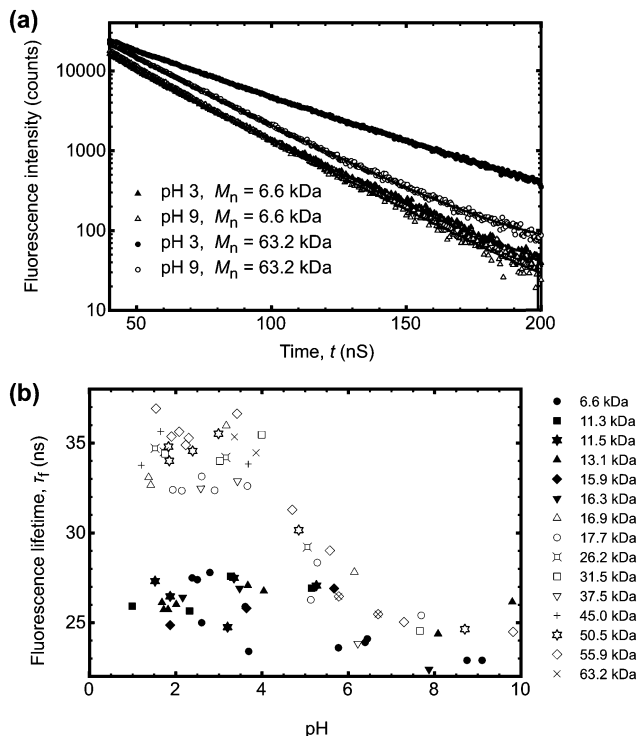 (a)
Fluorescence intensity (counts)
10000
1000
100
10
pH 3, Mn = 6.6 kDa
pH 9, Mn = 6.6 kDa
pH 3, Mn = 63.2 kDa
pH 9, Mn = 63.2 kDa
50
100
150
200
Time, t (nS)
(b)
Fluorescence lifetime, τf (ns)
35
30
25
0
2
4
6
8
10
pH
6.6 kDa
11.3 kDa
11.5 kDa
13.1 kDa
15.9 kDa
16.3 kDa
16.9 kDa
17.7 kDa
26.2 kDa
31.5 kDa
37.5 kDa
45.0 kDa
50.5 kDa
55.9 kDa
63.2 kDa